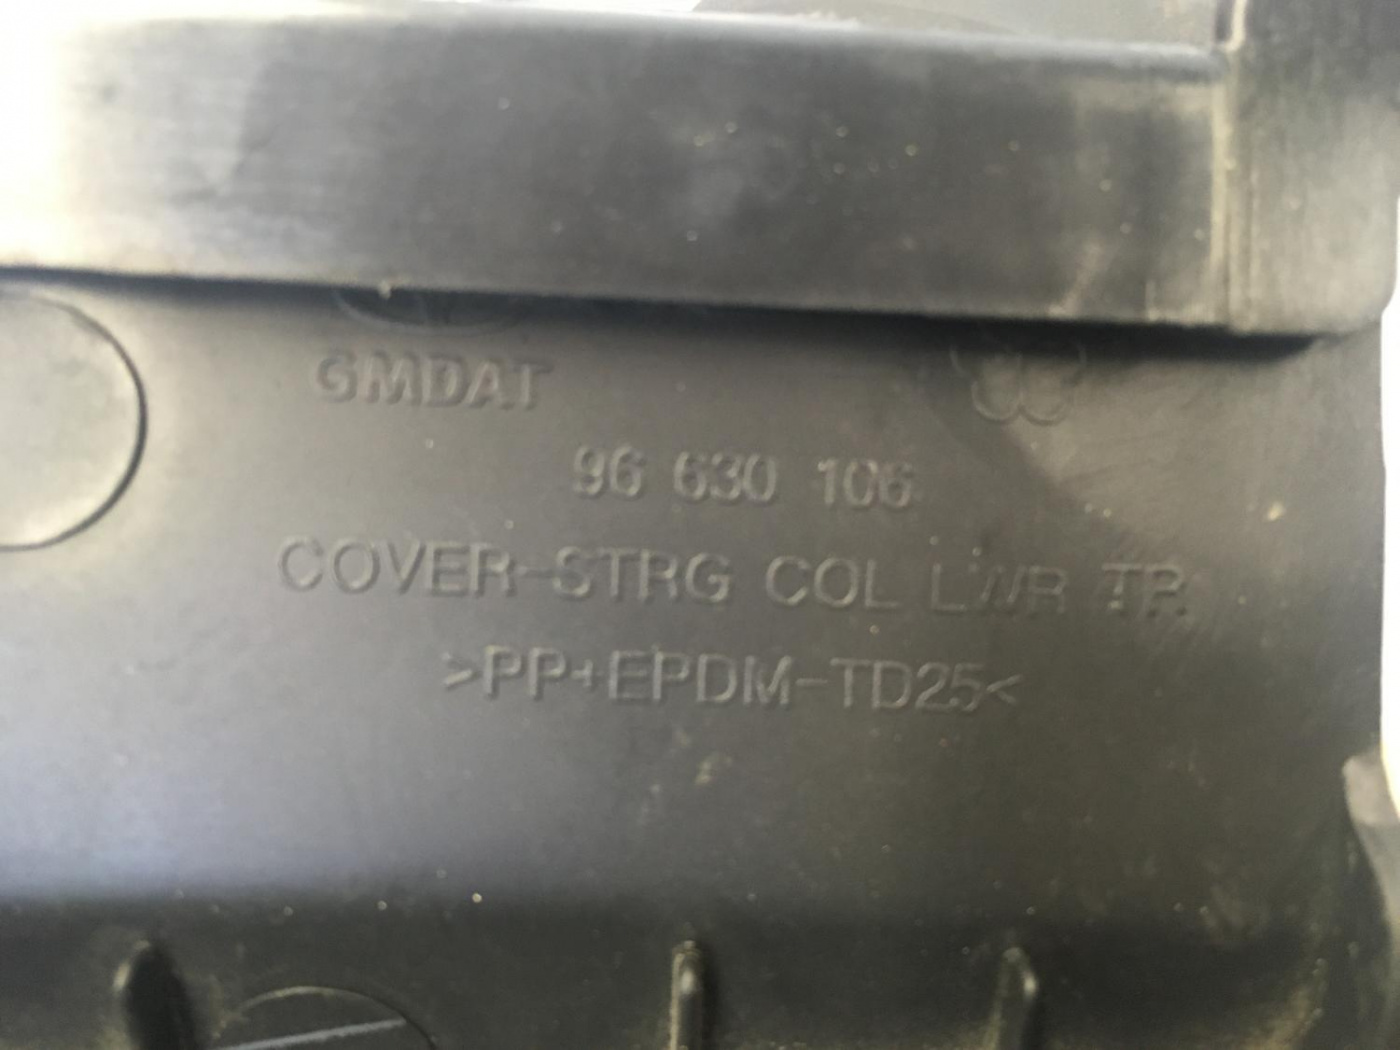 GMDAT
96 630 106
COVER-STRG COL LWR TR
>PP+EPDM-TD25<